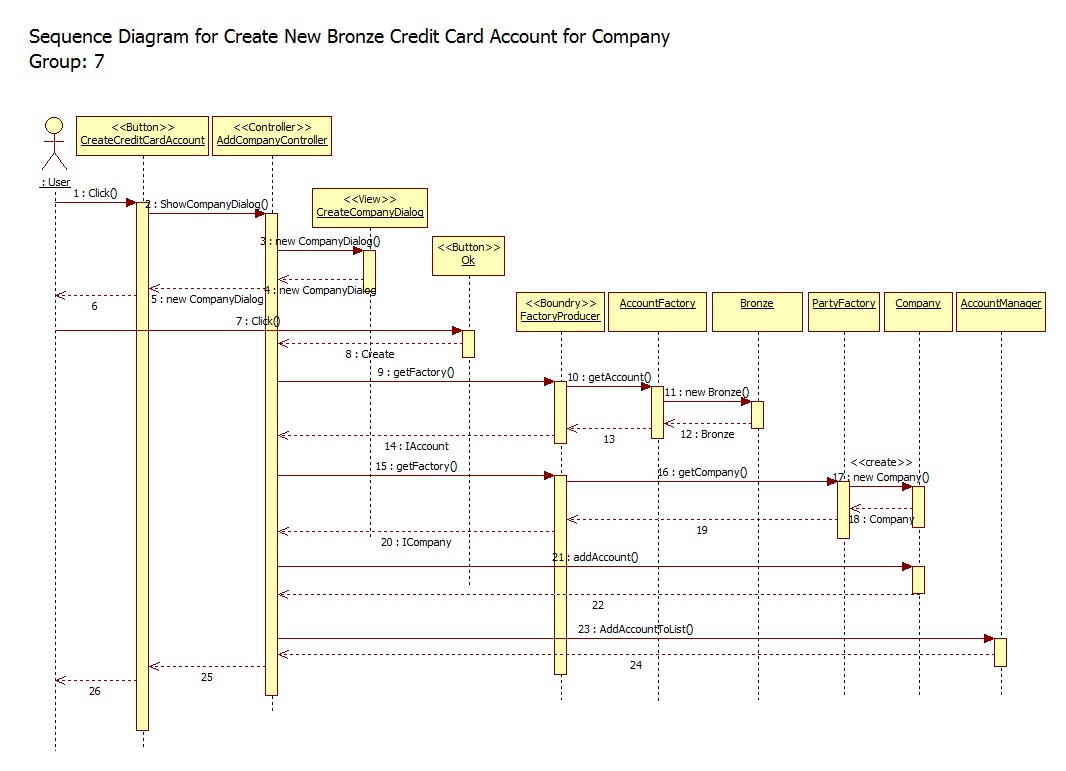 Sequence Diagram for Create New Bronze Credit Card Account for Company
Group: 7
<<Button>>
CreateCreditCardAccount
<<Controller>>
AddCompanyController
: User
1 : Click()
2 : ShowCompanyDialog()
<<View>>
CreateCompanyDialog
3 : new CompanyDialog()
<<Button>>
Ok
4 : new CompanyDialog
5 : new CompanyDialog
6
<<Boundry>>
FactoryProducer
AccountFactory
Bronze
PartyFactory
Company
AccountManager
7 : Click()
8 : Create
9 : getFactory()
10 : getAccount()
11 : new Bronze()
12 : Bronze
13
14 : IAccount
15 : getFactory()
16 : getCompany()
<<create>>
17 : new Company()
18 : Company
19
20 : ICompany
21 : addAccount()
22
23 : AddAccountToList()
24
25
26